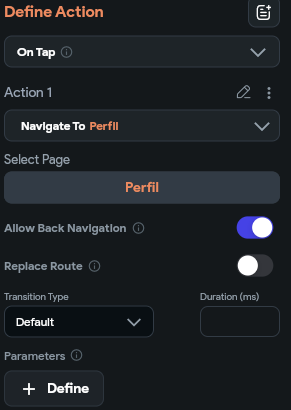 Define Action
On Tap
Action 1
Navigate To Perfil
Select Page
Perfil
Allow Back Navigation
Replace Route
Transition Type
Duration (ms)
Default
Parameters
+ Define